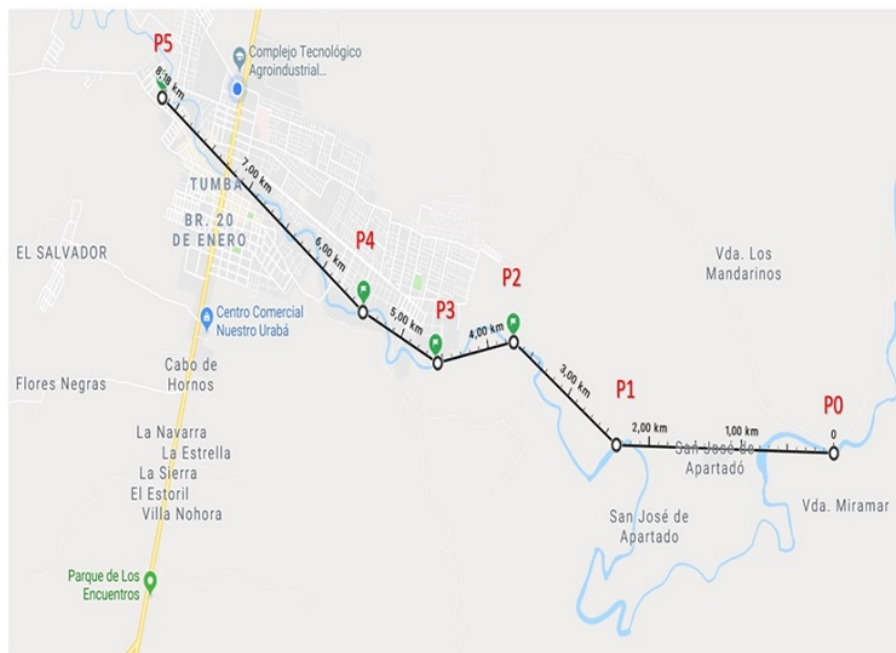 P5
8,18 km
Complejo Tecnológico
Agroindustrial...
7,00 km
TUMBA
BR. 20
DE ENERO
EL SALVADOR
6,00 km
P4
Vda. Los
Mandarinos
P2
Centro Comercial
Nuestro Urabá
5,00 km
P3
4,00 km
Cabo de
Hornos
Flores Negras
3,00 km
P1
P0
La Navarra
La Estrella
La Sierra
El Estoril
Villa Nohora
2,00 km
1,00 km
0
San José de
Apartadó
Vda. Miramar
San José de
Apartado
Parque de Los
Encuentros